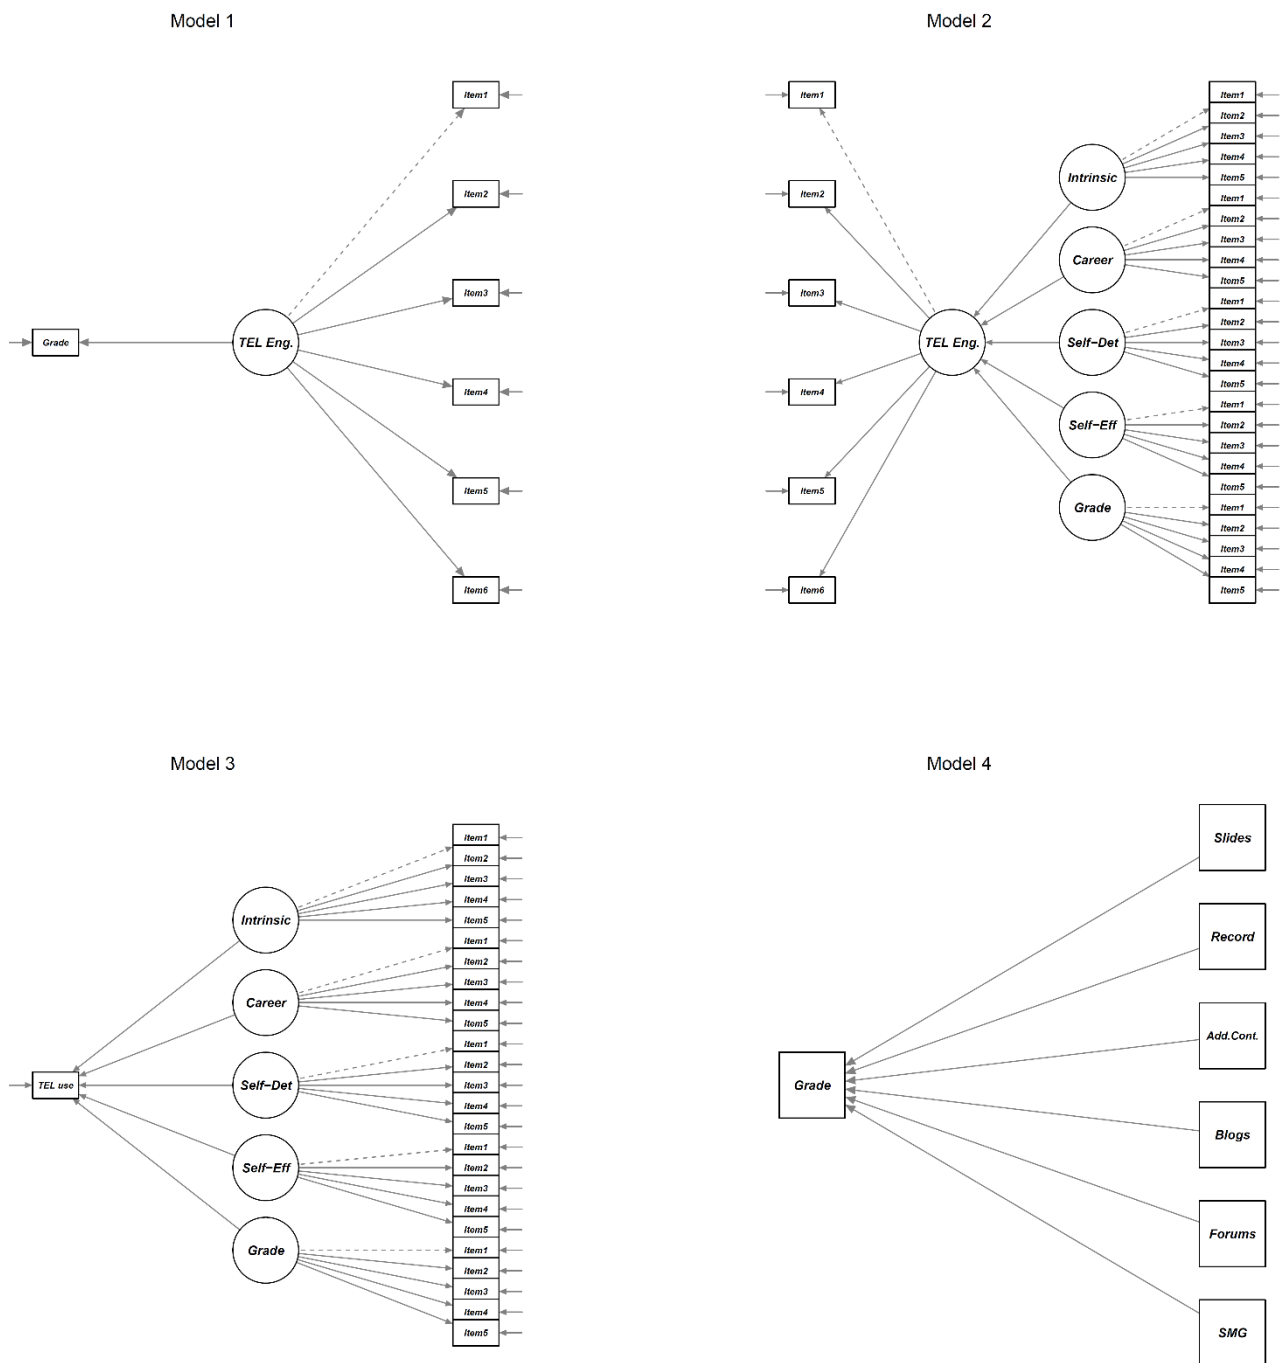 Model 1
Item1
Item2
Item3
Grade
TEL Eng.
Item4
Item5
Item6
Model 2
Item1
Item2
Item3
TEL Eng.
Item4
Item5
Item6
Intrinsic
Career
Self-Det
Self-Eff
Grade
Item1
Item2
Item3
Item4
Item5
Item1
Item2
Item3
Item4
Item5
Item1
Item2
Item3
Item4
Item5
Item1
Item2
Item3
Item4
Item5
Item1
Item2
Item3
Item4
Item5
Model 3
TEL use
Intrinsic
Career
Self-Det
Self-Eff
Grade
Item1
Item2
Item3
Item4
Item5
Item1
Item2
Item3
Item4
Item5
Item1
Item2
Item3
Item4
Item5
Item1
Item2
Item3
Item4
Item5
Item1
Item2
Item3
Item4
Item5
Model 4
Grade
Slides
Record
Add.Cont.
Blogs
Forums
SMG